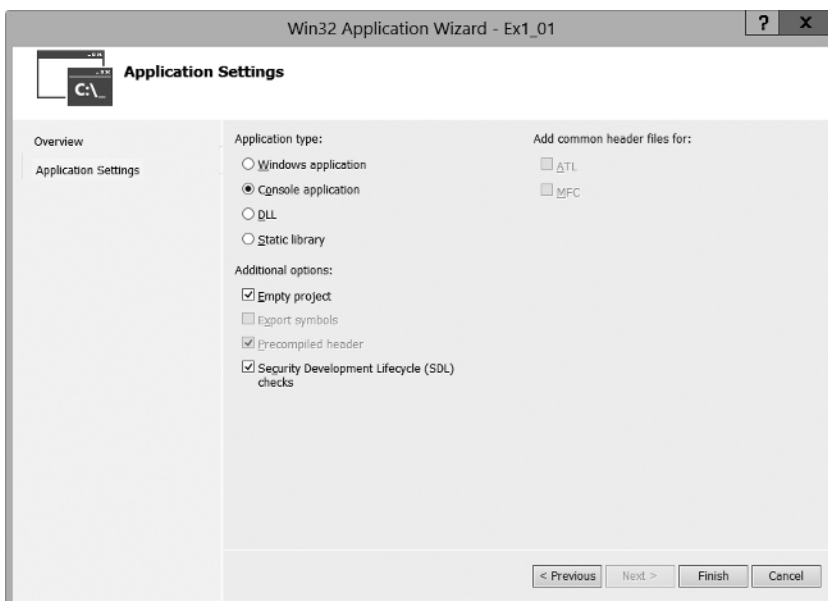 Win32 Application Wizard - Ex1_01
? x
C:\_
Application Settings
Overview
Application Settings
Application type:
Windows application
Console application
DLL
Static library
Additional options:
Empty project
Export symbols
Precompiled header
Security Development Lifecycle (SDL)
checks
Add common header files for:
ATL
MFC
< Previous
Next >
Finish
Cancel